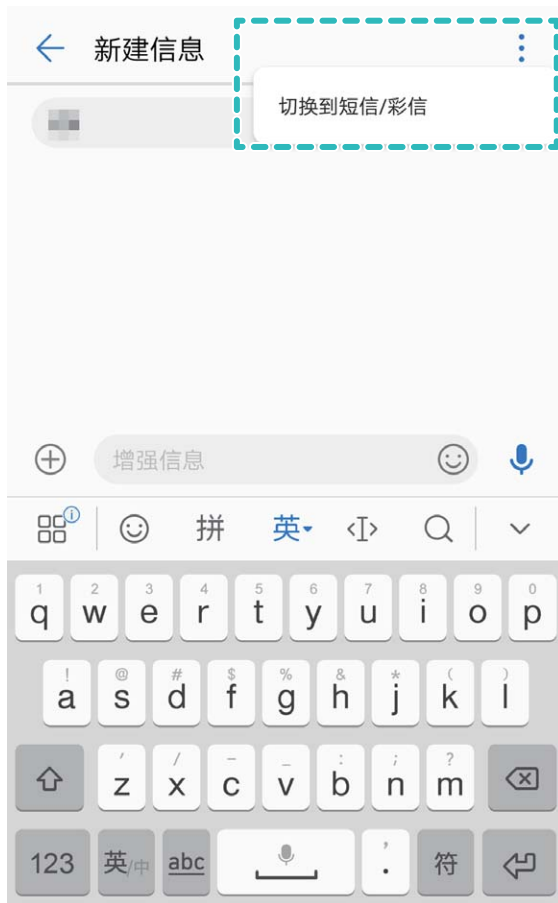 新建信息
切换到短信/彩信
增强信息
拼 英
1 2 3 4 5 6 7 8 9 0
q w e r t y u i o p
! @ # $ % & * ( )
a s d f g h j k l
' / - _ : ; ?
z x c v b n m
123 英/中 abc , . 符